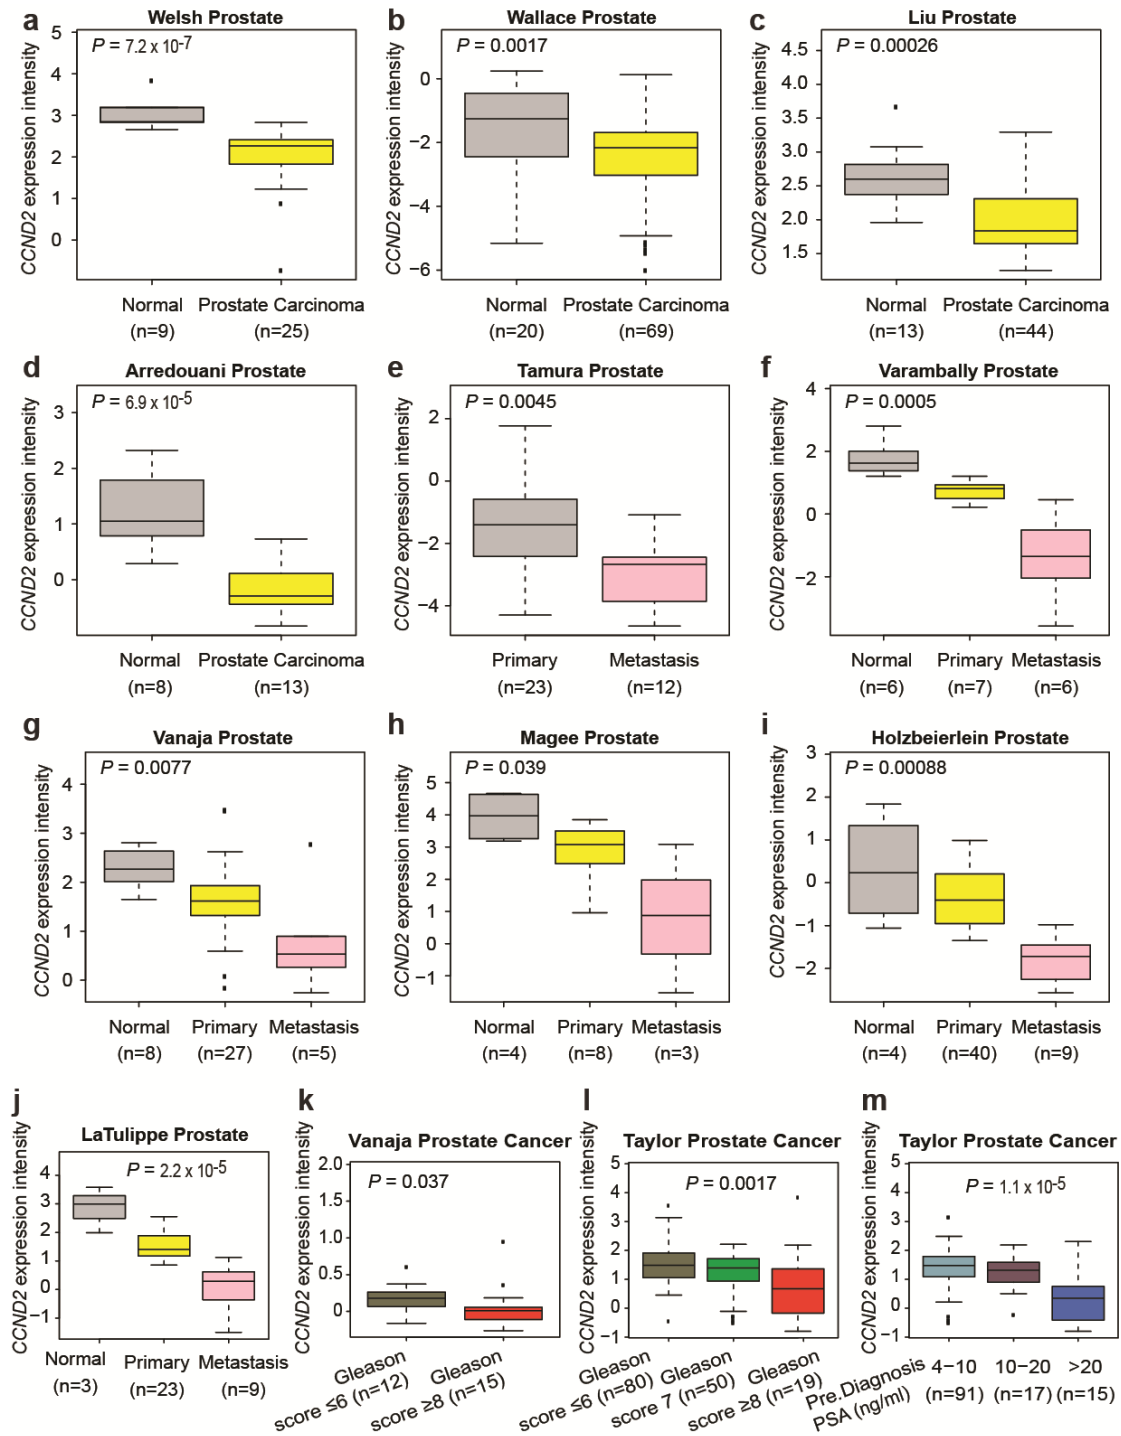 a Welsh Prostate
P = 7.2 x 10-7
CCND2 expression intensity
5
4
3
2
1
0
Normal Prostate Carcinoma
(n=9) (n=25)
b Wallace Prostate
P = 0.0017
CCND2 expression intensity
0
−2
−4
−6
Normal Prostate Carcinoma
(n=20) (n=69)
c Liu Prostate
P = 0.00026
CCND2 expression intensity
4.5
4.0
3.5
3.0
2.5
2.0
1.5
Normal Prostate Carcinoma
(n=13) (n=44)
d Arredouani Prostate
P = 6.9 x 10-5
CCND2 expression intensity
3
2
1
0
Normal Prostate Carcinoma
(n=8) (n=13)
e Tamura Prostate
P = 0.0045
CCND2 expression intensity
2
0
−2
−4
Primary Metastasis
(n=23) (n=12)
f Varambally Prostate
P = 0.0005
CCND2 expression intensity
4
2
0
−2
Normal Primary Metastasis
(n=6) (n=7) (n=6)
g Vanaja Prostate
P = 0.0077
CCND2 expression intensity
4
3
2
1
0
Normal Primary Metastasis
(n=8) (n=27) (n=5)
h Magee Prostate
P = 0.039
CCND2 expression intensity
5
4
3
2
1
0
−1
Normal Primary Metastasis
(n=4) (n=8) (n=3)
i Holzbeierlein Prostate
P = 0.00088
CCND2 expression intensity
3
2
1
0
−1
−2
Normal Primary Metastasis
(n=4) (n=40) (n=9)
j LaTulippe Prostate
P = 2.2 x 10-5
CCND2 expression intensity
4
3
2
1
0
−1
Normal Primary Metastasis
(n=3) (n=23) (n=9)
k Vanaja Prostate Cancer
P = 0.037
CCND2 expression intensity
2.0
1.5
1.0
0.5
0
Gleason
score ≤6 (n=12)
Gleason
score ≥8 (n=15)
l Taylor Prostate Cancer
P = 0.0017
CCND2 expression intensity
5
4
3
2
1
0
−1
Gleason
score ≤6 (n=80)
Gleason
score 7 (n=50)
Gleason
score ≥8 (n=19)
m Taylor Prostate Cancer
P = 1.1 x 10-5
CCND2 expression intensity
5
4
3
2
1
0
−1
Pre.Diagnosis
PSA (ng/ml)
4−10 10−20 >20
(n=91) (n=17) (n=15)